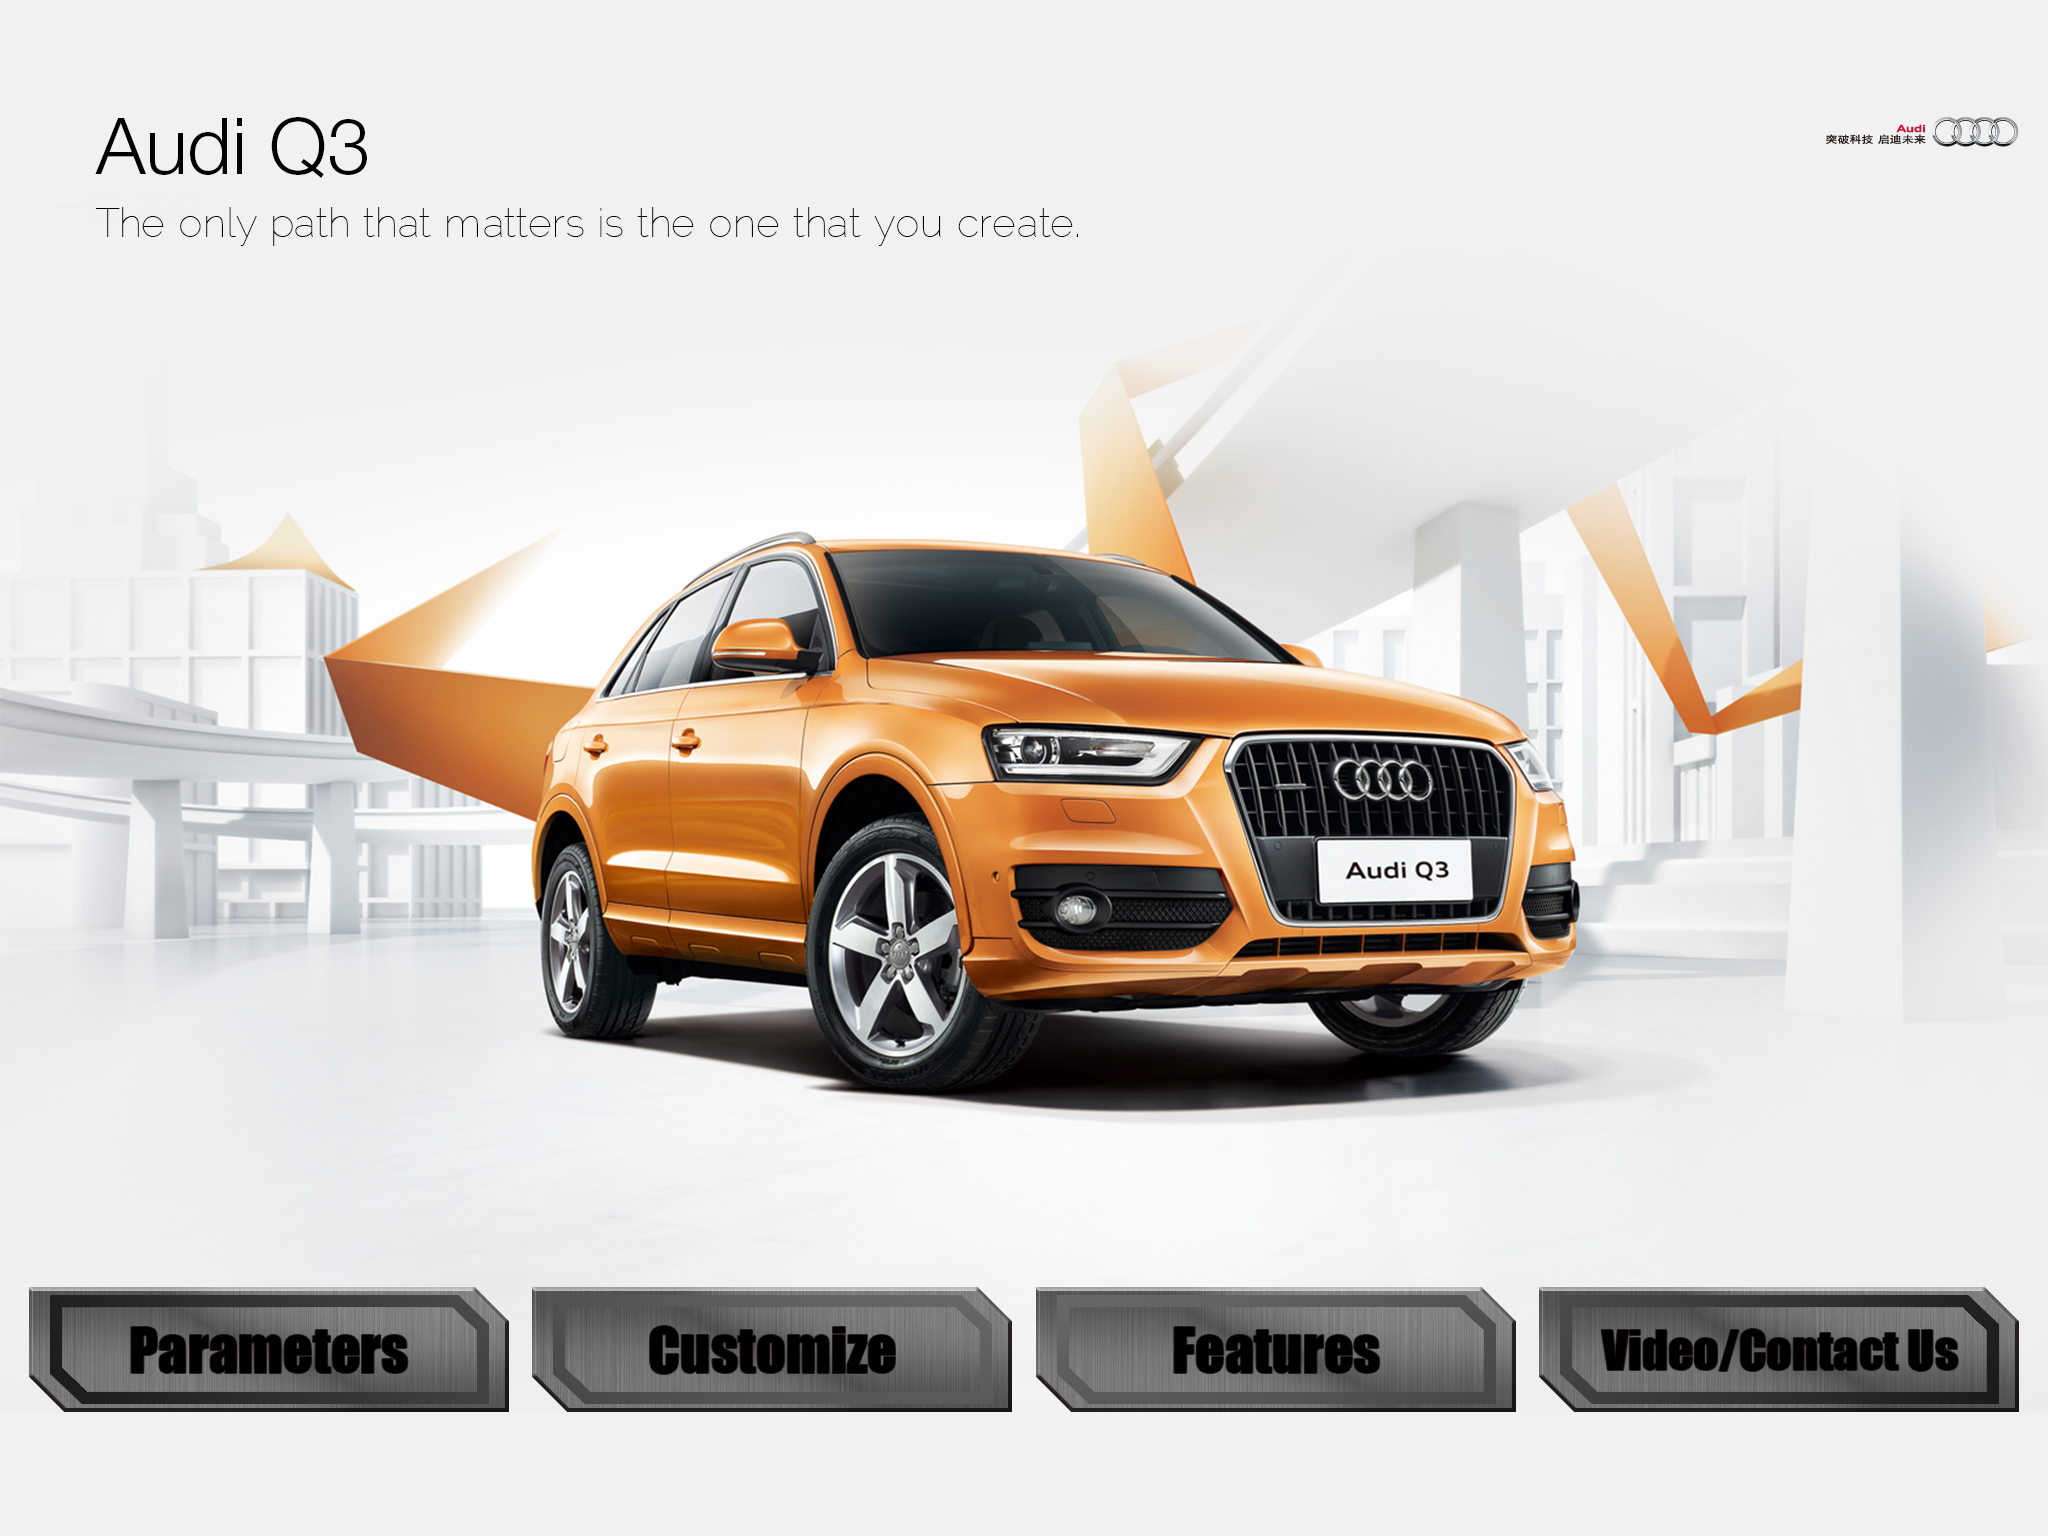 Audi Q3
Audi
突破科技 启迪未来
The only path that matters is the one that you create.
Audi Q3
Parameters
Customize
Features
Video/Contact Us